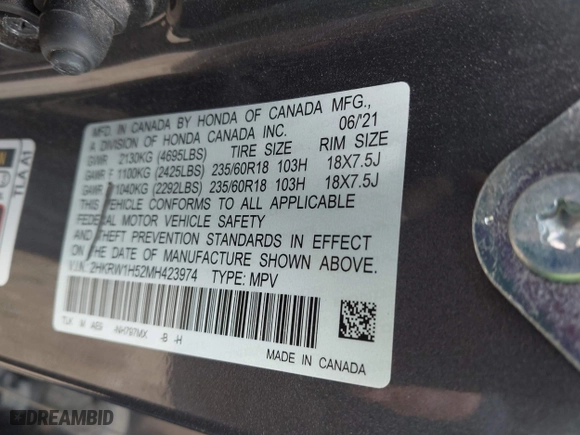 MFD. IN CANADA BY HONDA OF CANADA MFG.,
A DIVISION OF HONDA CANADA INC. 06/'21
GVWR 2130KG (4695LBS) TIRE SIZE RIM SIZE
GAWR F 1100KG (2425LBS) 235/60R18 103H 18X7.5J
GAWR R 1040KG (2292LBS) 235/60R18 103H 18X7.5J
THIS VEHICLE CONFORMS TO ALL APPLICABLE
FEDERAL MOTOR VEHICLE SAFETY
AND THEFT PREVENTION STANDARDS IN EFFECT
ON THE DATE OF MANUFACTURE SHOWN ABOVE.
V.I.N.: 2HKRW1H52MH423974 TYPE: MPV
NH797MX -B -H
MADE IN CANADA
TLA A1
DREAMBID